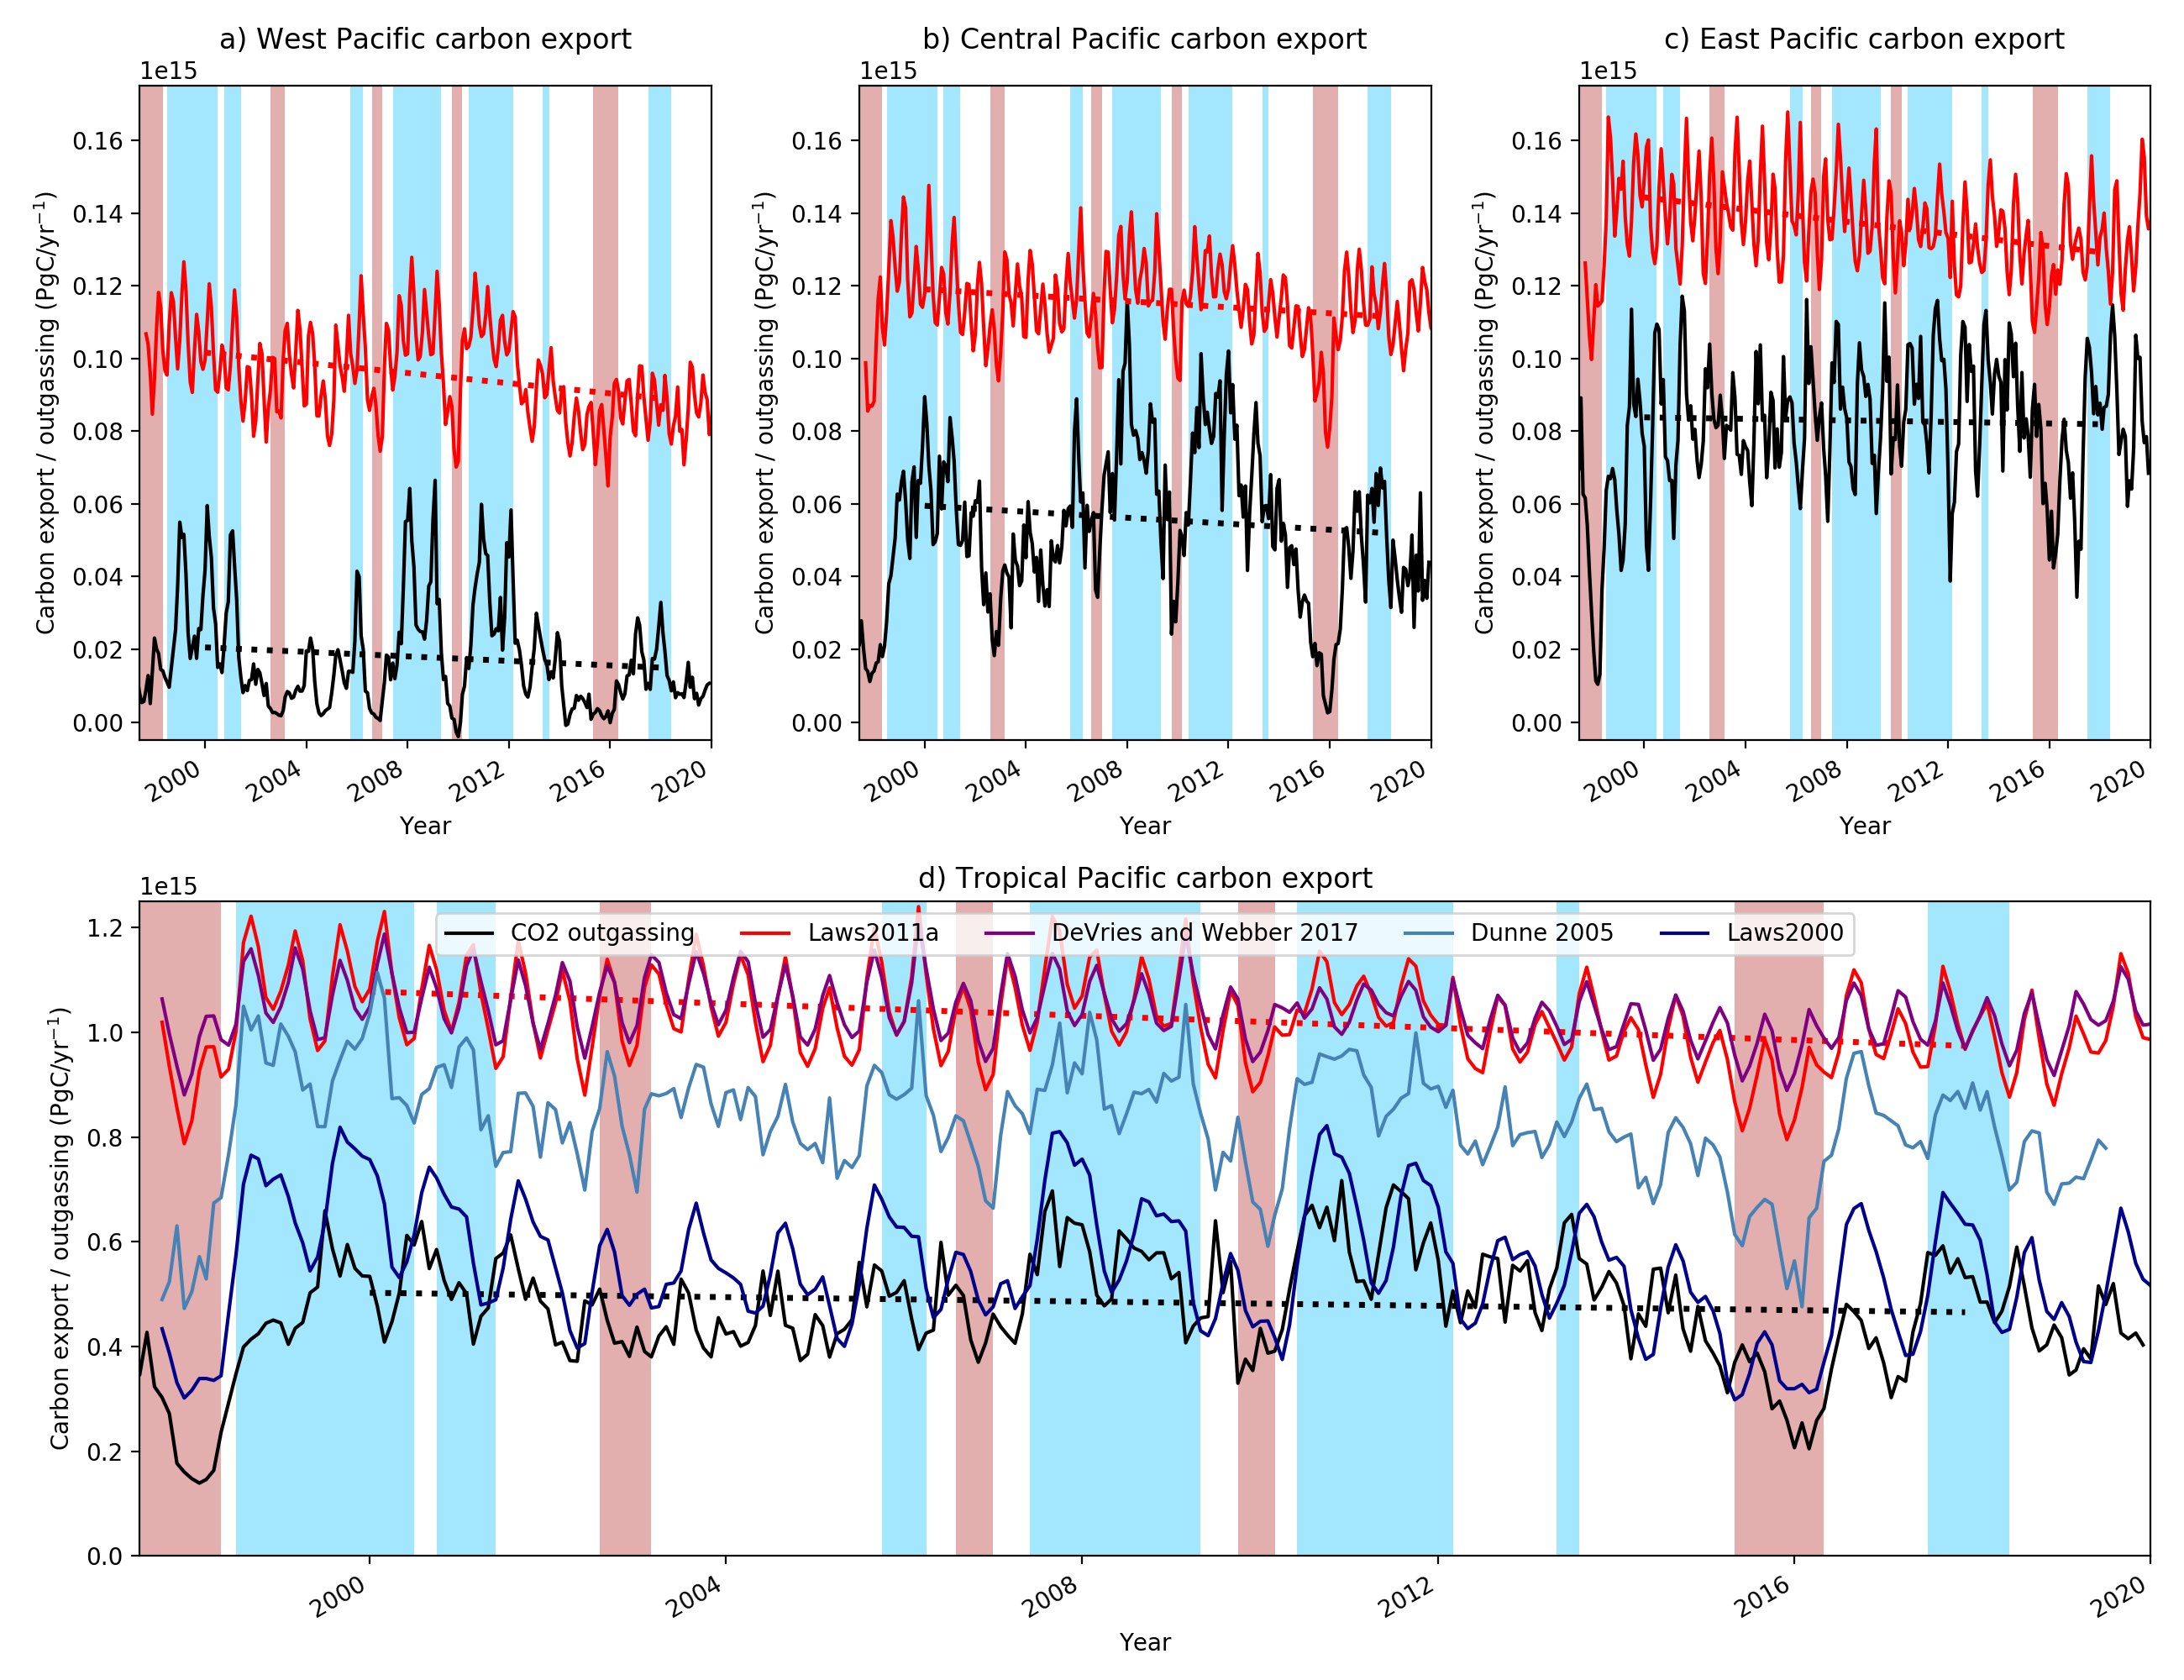 a) West Pacific carbon export
b) Central Pacific carbon export
c) East Pacific carbon export
1e15
1e15
1e15
Carbon export / outgassing (PgC/yr⁻¹)
0.16
0.14
0.12
0.10
0.08
0.06
0.04
0.02
0.00
2000
2004
2008
2012
2016
2020
Year
Carbon export / outgassing (PgC/yr⁻¹)
0.16
0.14
0.12
0.10
0.08
0.06
0.04
0.02
0.00
2000
2004
2008
2012
2016
2020
Year
Carbon export / outgassing (PgC/yr⁻¹)
0.16
0.14
0.12
0.10
0.08
0.06
0.04
0.02
0.00
2000
2004
2008
2012
2016
2020
Year
d) Tropical Pacific carbon export
1e15
CO2 outgassing
Laws2011a
DeVries and Webber 2017
Dunne 2005
Laws2000
Carbon export / outgassing (PgC/yr⁻¹)
1.2
1.0
0.8
0.6
0.4
0.2
0.0
2000
2004
2008
2012
2016
2020
Year